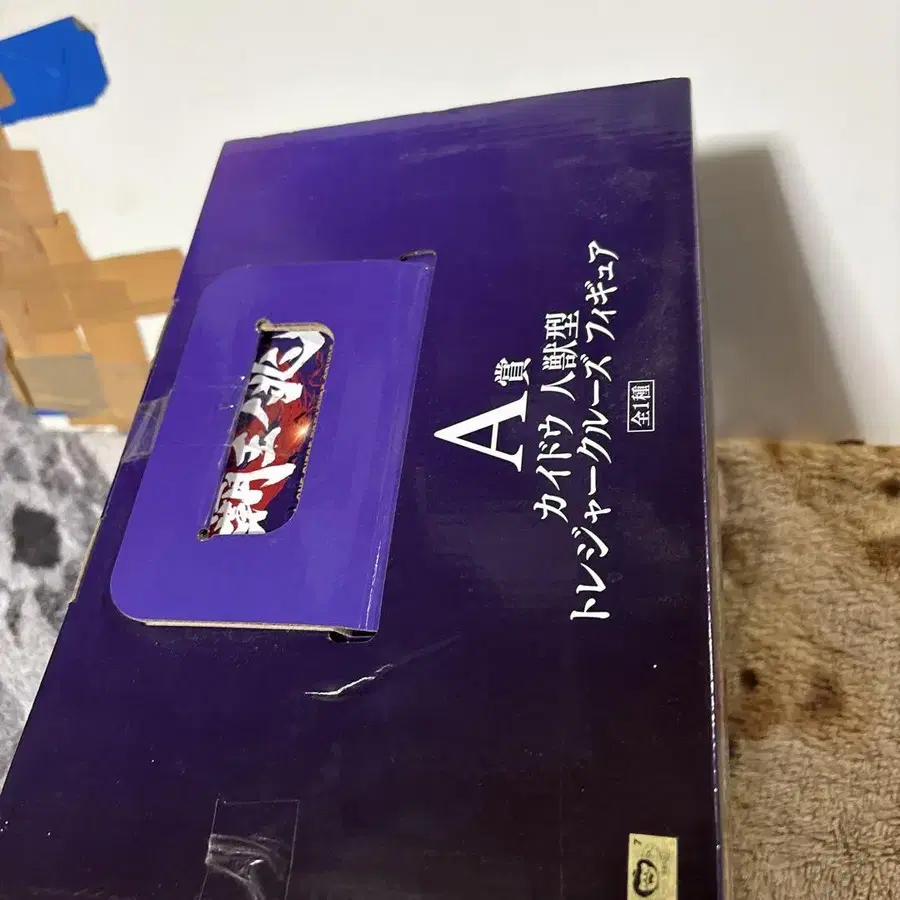 A賞
カイドウ 人獣型
トレジャークルーズ フィギュア
全1種